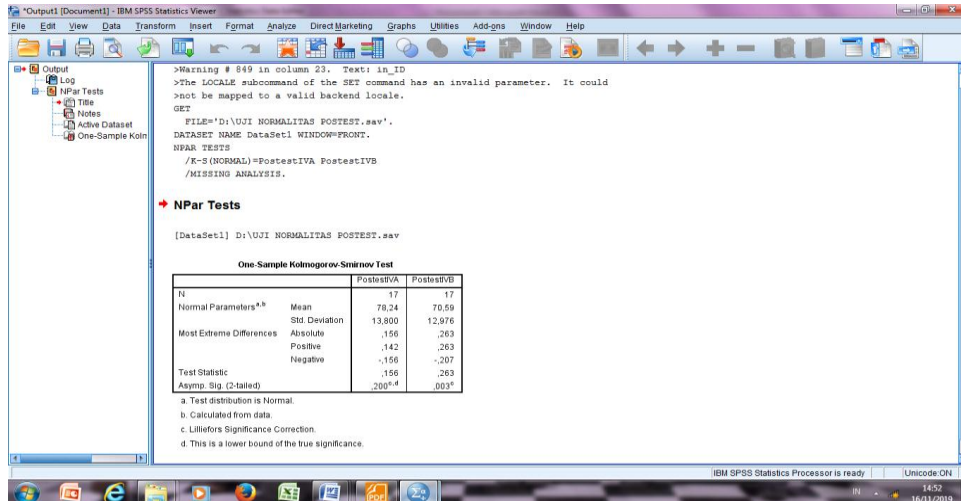 *Output1 [Document1] - IBM SPSS Statistics Viewer
File Edit View Data Transform Insert Format Analyze Direct Marketing Graphs Utilities Add-ons Window Help
Output
Log
NPar Tests
Title
Notes
Active Dataset
One-Sample Koln
>Warning # 849 in column 23. Text: in_ID
>The LOCALE subcommand of the SET command has an invalid parameter. It could
>not be mapped to a valid backend locale.
GET
FILE='D:\UJI NORMALITAS POSTEST.sav'.
DATASET NAME DataSet1 WINDOW=FRONT.
NPAR TESTS
/K-S(NORMAL)=PostestIVA PostestIVB
/MISSING ANALYSIS.
NPar Tests
[DataSet1] D:\UJI NORMALITAS POSTEST.sav
One-Sample Kolmogorov-Smirnov Test
PostestIVA PostestIVB
N 17 17
Normal Parameters a,b Mean 78,24 70,59
Std. Deviation 13,800 12,976
Most Extreme Differences Absolute ,156 ,263
Positive ,142 ,263
Negative -,156 -,207
Test Statistic ,156 ,263
Asymp. Sig. (2-tailed) ,200 c,d ,003 c
a. Test distribution is Normal.
b. Calculated from data.
c. Lilliefors Significance Correction.
d. This is a lower bound of the true significance.
IBM SPSS Statistics Processor is ready Unicode:ON
IN 14:52
16/11/2019